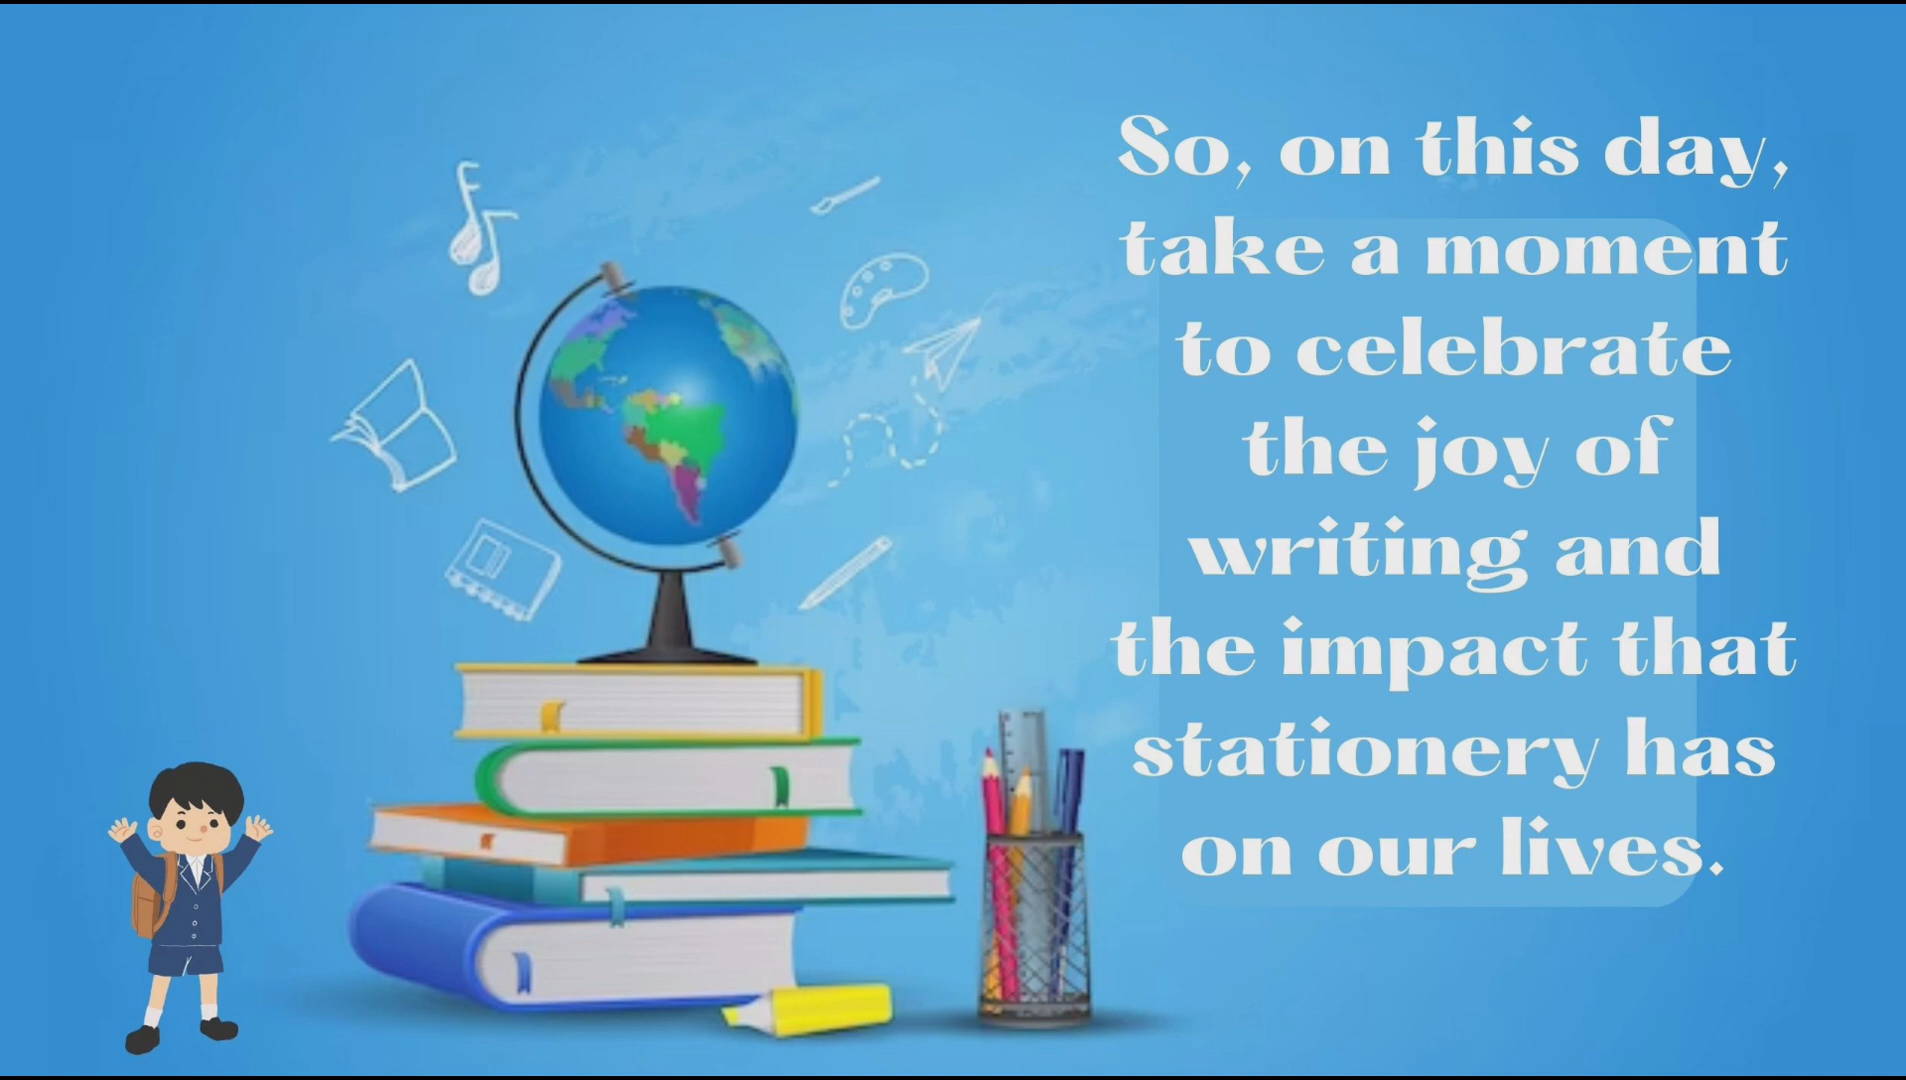 So, on this day,
take a moment
to celebrate
the joy of
writing and
the impact that
stationery has
on our lives.